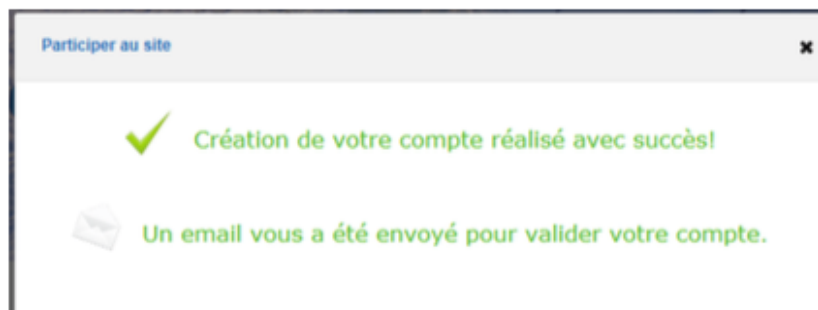 Participer au site
Création de votre compte réalisé avec succès!
Un email vous a été envoyé pour valider votre compte.